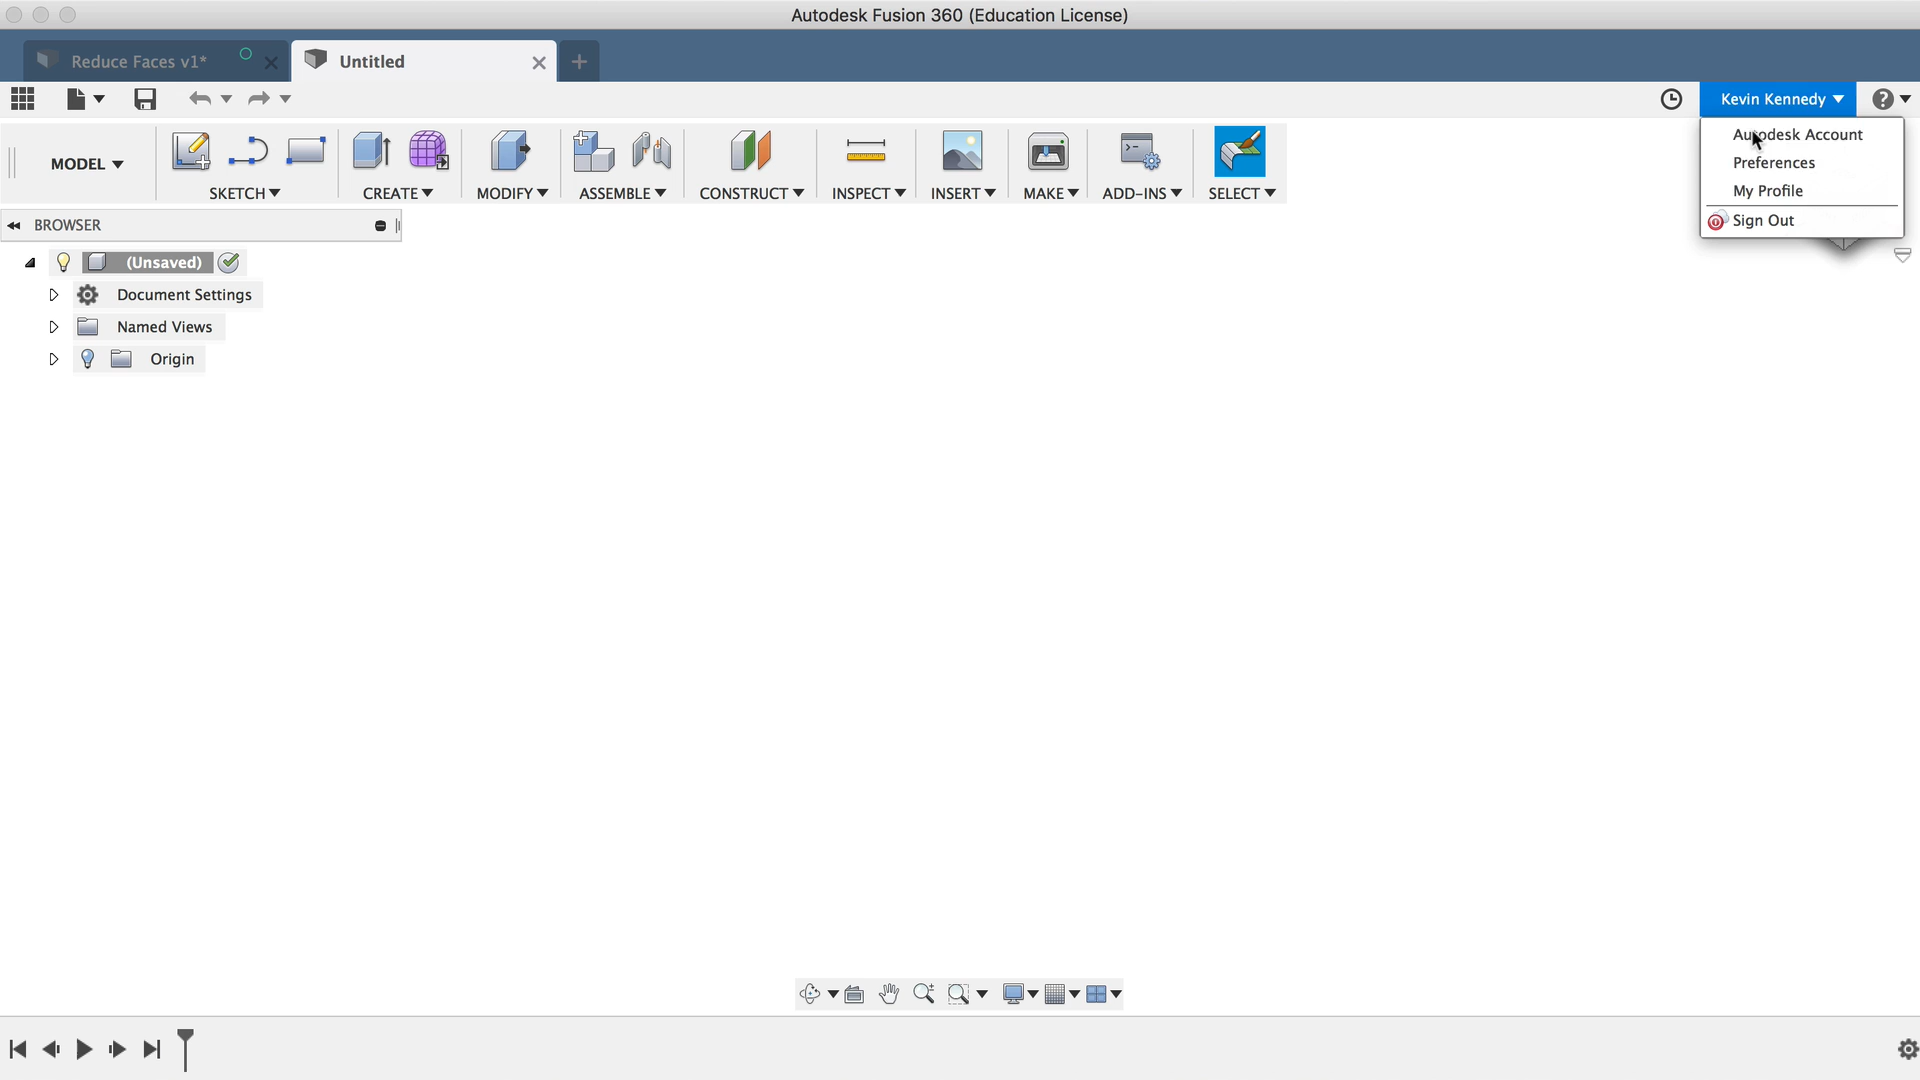 Autodesk Fusion 360 (Education License)
Reduce Faces v1*
Untitled
Kevin Kennedy
Autodesk Account
Preferences
My Profile
Sign Out
MODEL
SKETCH
CREATE
MODIFY
ASSEMBLE
CONSTRUCT
INSPECT
INSERT
MAKE
ADD-INS
SELECT
BROWSER
(Unsaved)
Document Settings
Named Views
Origin